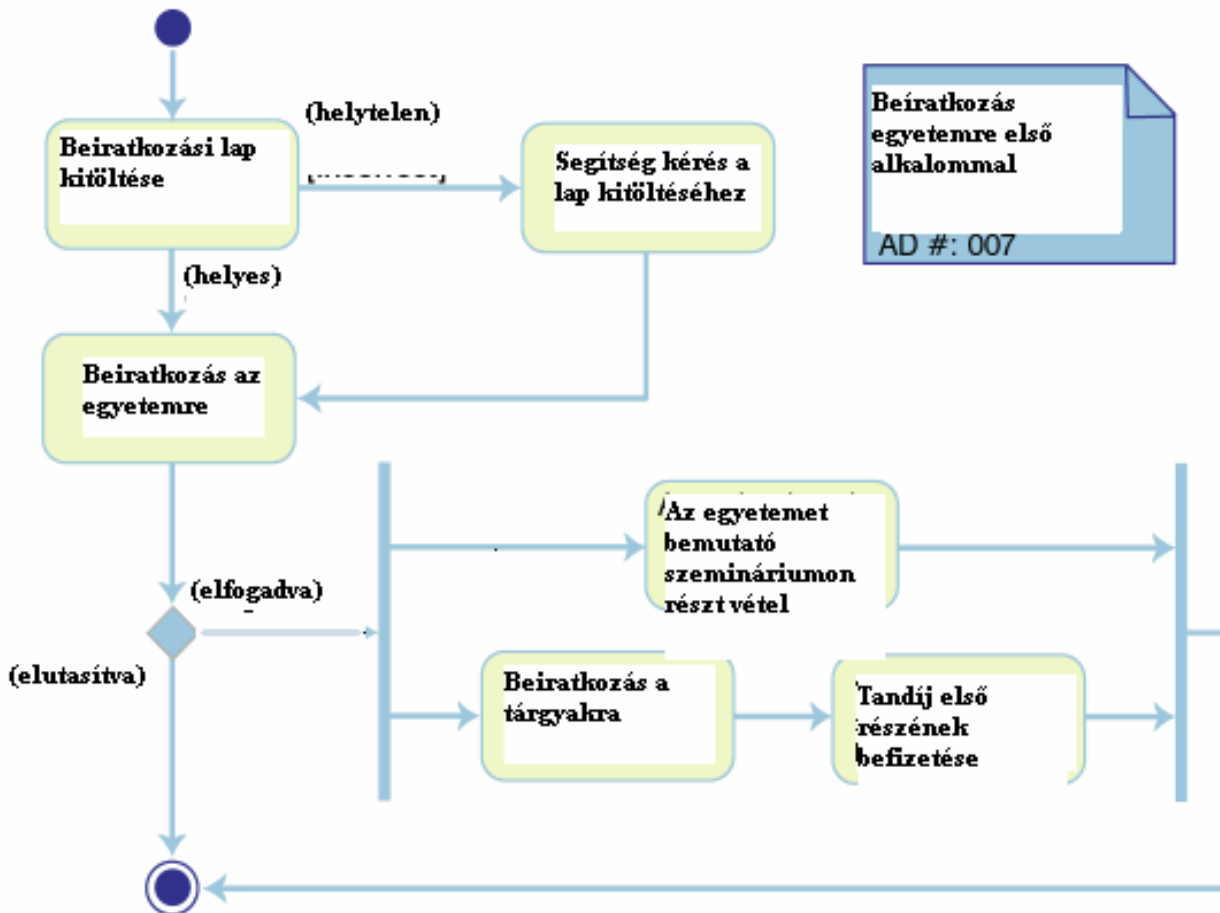 (helytelen)
Beiratkozási lap
kitöltése
Segítség kérés a
lap kitöltéséhez
Beíratkozás
egyetemre első
alkalommal
AD #: 007
(helyes)
Beiratkozás az
egyetemre
(elfogadva)
(elutasítva)
Az egyetemet
bemutató
szemináriumon
részt vétel
Beiratkozás a
tárgyakra
Tandíj első
részének
befizetése